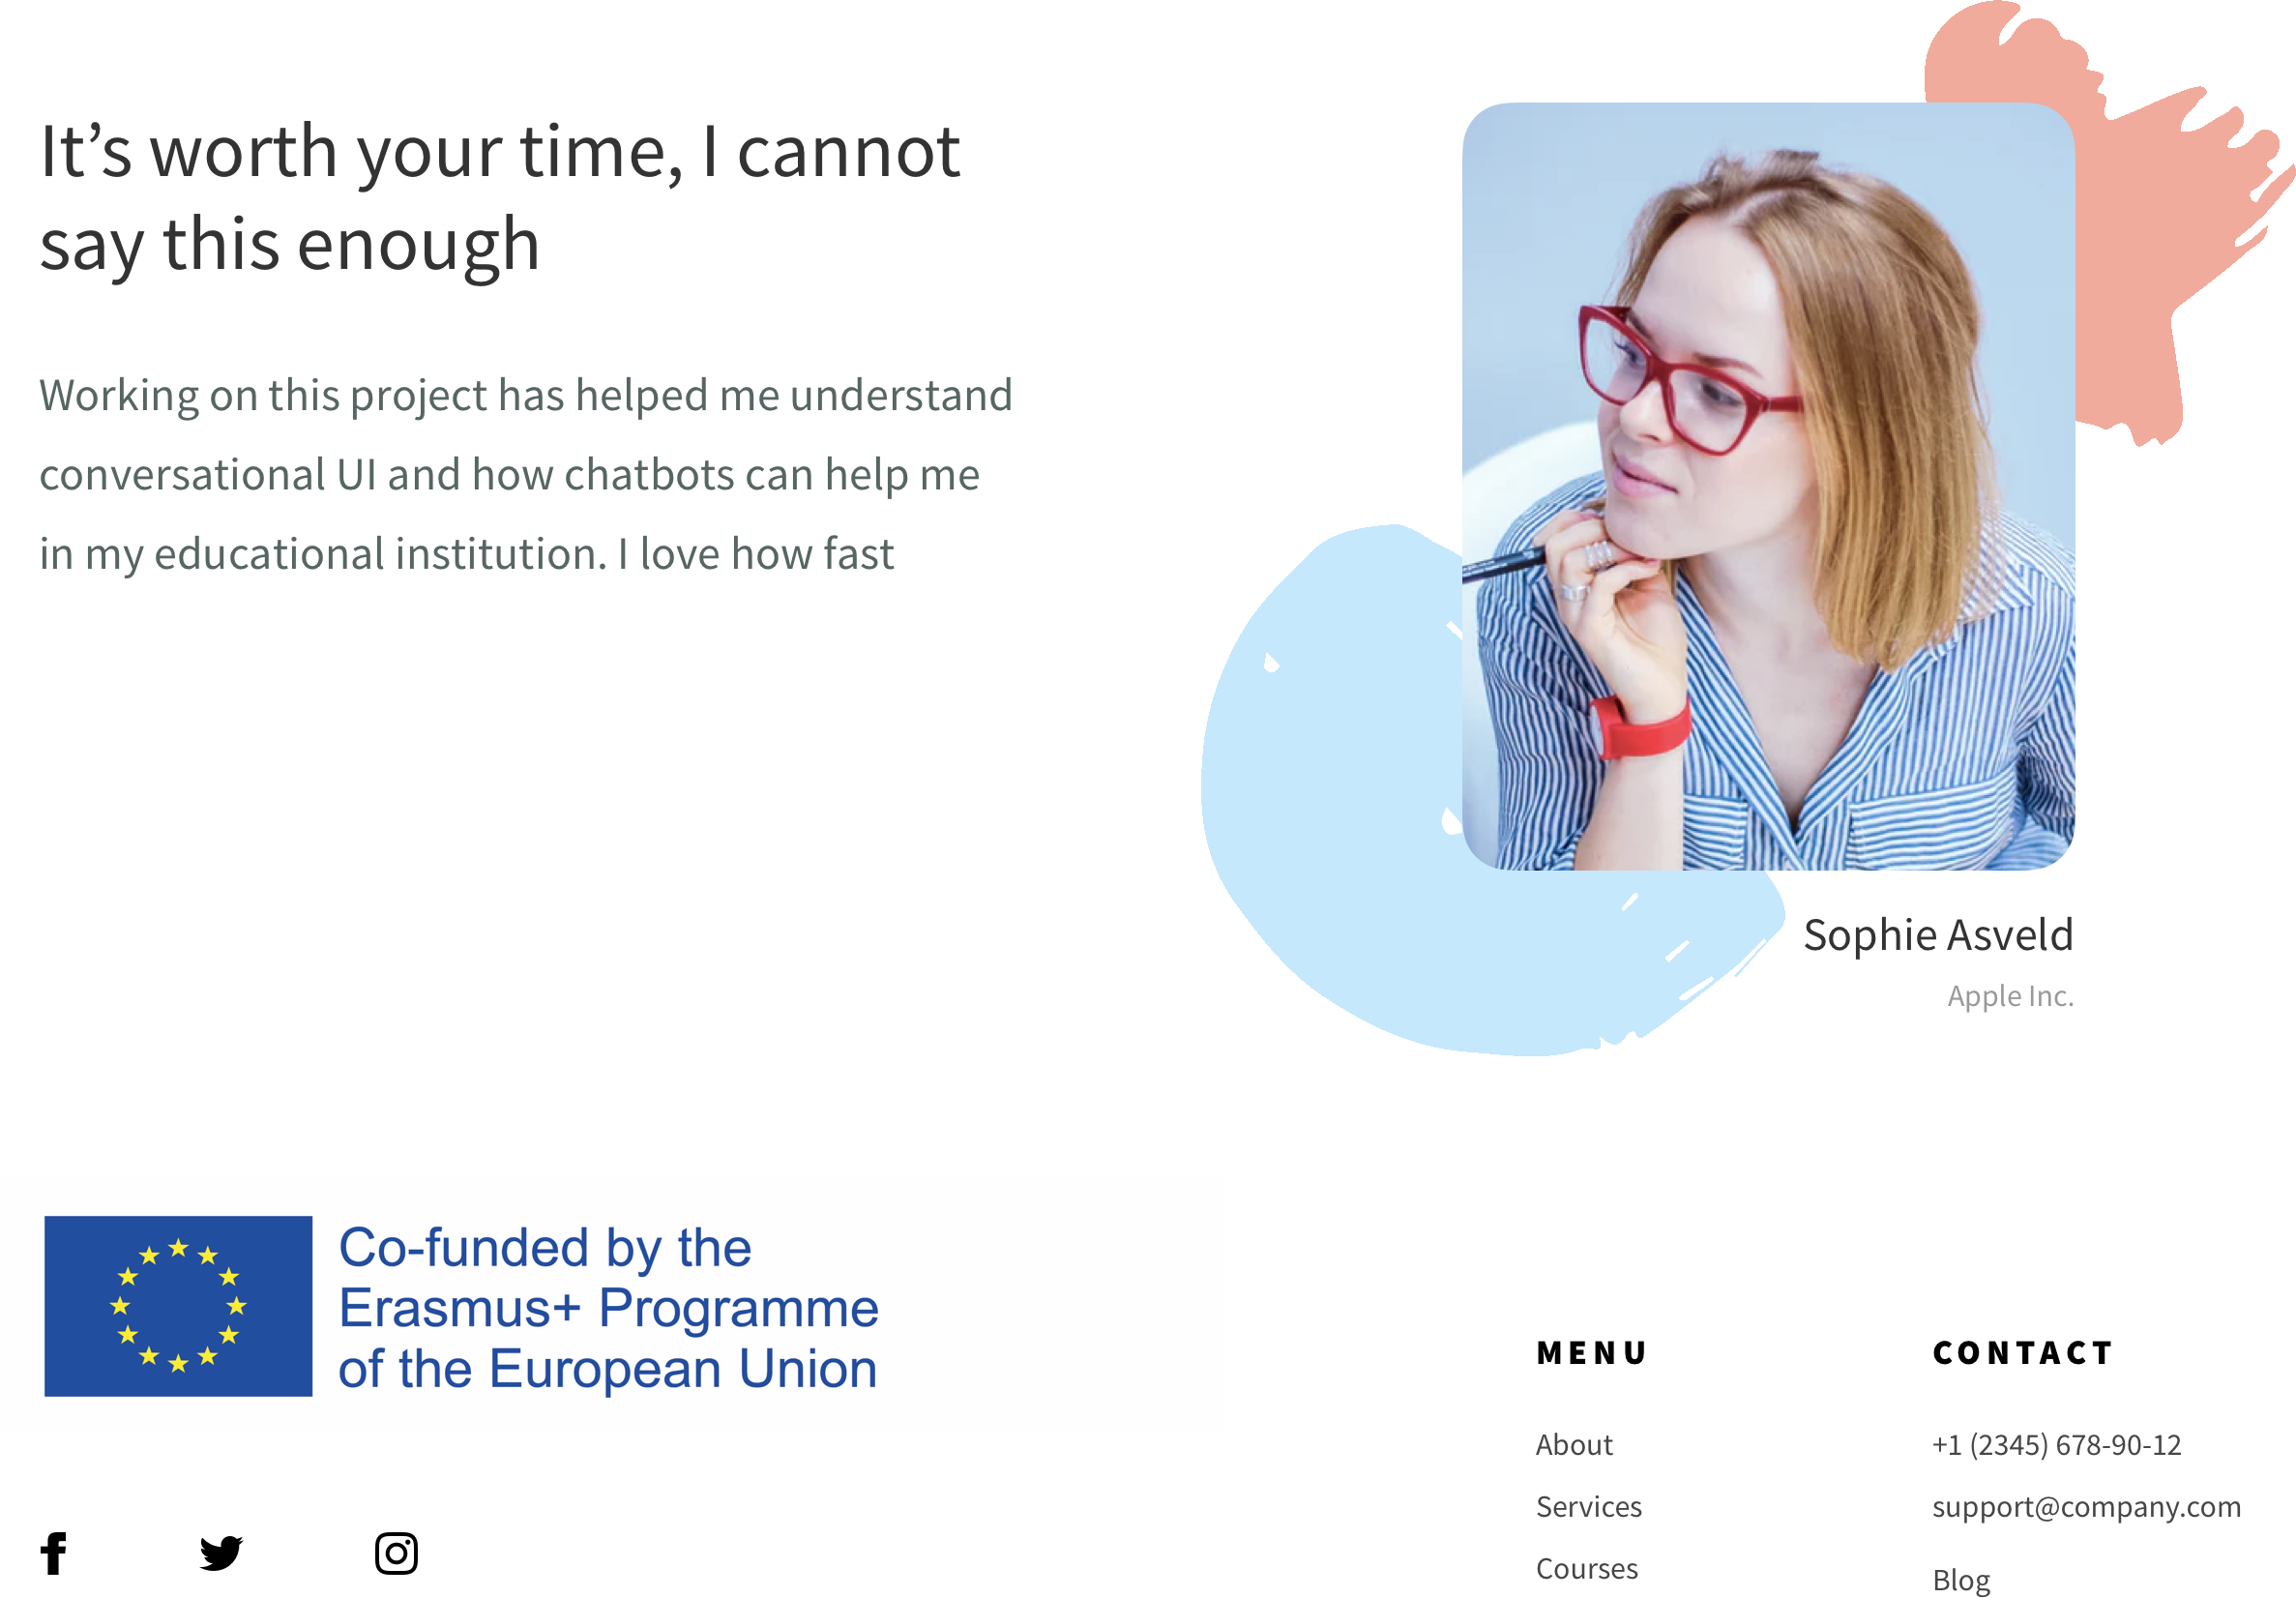 It’s worth your time, I cannot
say this enough
Working on this project has helped me understand
conversational UI and how chatbots can help me
in my educational institution. I love how fast
Sophie Asveld
Apple Inc.
Co-funded by the
Erasmus+ Programme
of the European Union
MENU
About
Services
Courses
CONTACT
+1 (2345) 678-90-12
support@company.com
Blog